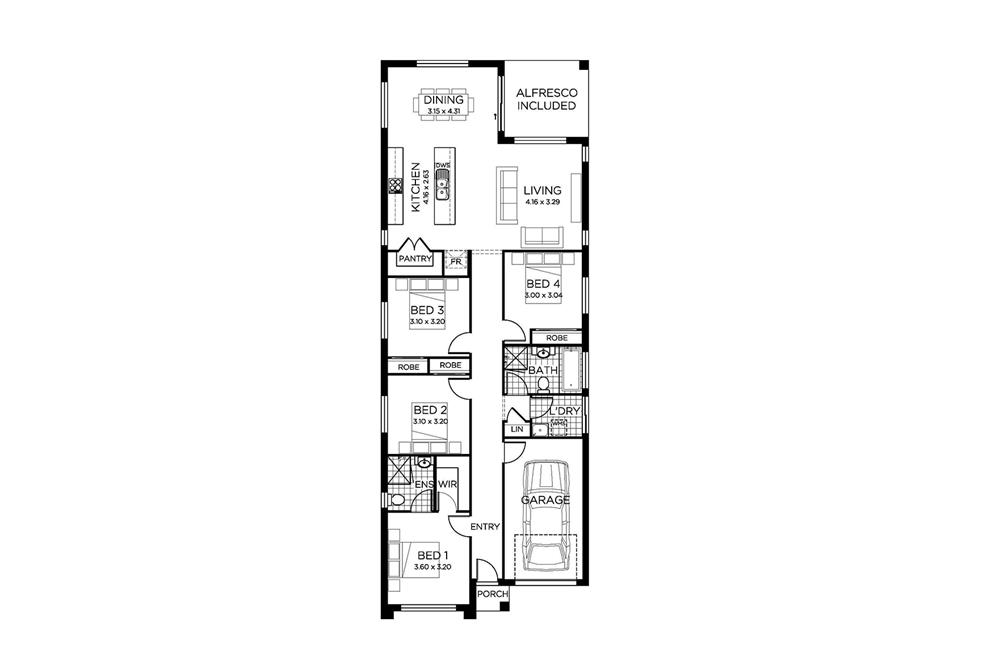 DINING
3.15 x 4.31
ALFRESCO
INCLUDED
KITCHEN
4.16 x 2.63
DW
LIVING
4.16 x 3.29
PANTRY
FR.
BED 4
3.00 x 3.04
BED 3
3.10 x 3.20
ROBE
ROBE
ROBE
BATH
BED 2
3.10 x 3.20
L'DRY
LIN
ENS
WIR
GARAGE
ENTRY
BED 1
3.60 x 3.20
PORCH